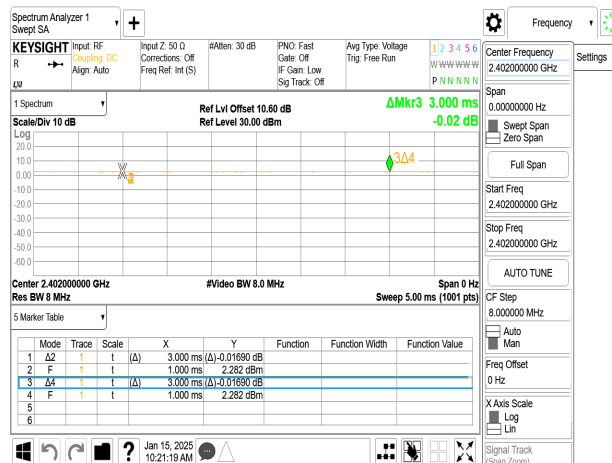 Spectrum Analyzer 1
Swept SA
Frequency
KEYSIGHT
R
LXI
Input: RF
Coupling: DC
Align: Auto
Input Z: 50 Ω
Corrections: Off
Freq Ref: Int (S)
#Atten: 30 dB
PNO: Fast
Gate: Off
IF Gain: Low
Sig Track: Off
Avg Type: Voltage
Trig: Free Run
1 2 3 4 5 6
W W W W W W
P N N N N N
Center Frequency
2.402000000 GHz
Settings
Span
0.00000000 Hz
Swept Span
Zero Span
Full Span
Start Freq
2.402000000 GHz
Stop Freq
2.402000000 GHz
AUTO TUNE
CF Step
8.000000 MHz
Auto
Man
Freq Offset
0 Hz
X Axis Scale
Log
Lin
Signal Track
(Span Zoom)
1 Spectrum
Scale/Div 10 dB
Ref Lvl Offset 10.60 dB
Ref Level 30.00 dBm
ΔMkr3 3.000 ms
-0.02 dB
Log
20.0
10.0
0.00
-10.0
-20.0
-30.0
-40.0
-50.0
-60.0
3Δ4
Center 2.402000000 GHz
Res BW 8 MHz
#Video BW 8.0 MHz
Span 0 Hz
Sweep 5.00 ms (1001 pts)
5 Marker Table
Mode Trace Scale X Y Function Function Width Function Value
1 Δ2 1 t (Δ) 3.000 ms (Δ) -0.01690 dB
2 F 1 t 1.000 ms 2.282 dBm
3 Δ4 1 t (Δ) 3.000 ms (Δ) -0.01690 dB
4 F 1 t 1.000 ms 2.282 dBm
5
6
?
Jan 15, 2025
10:21:19 AM